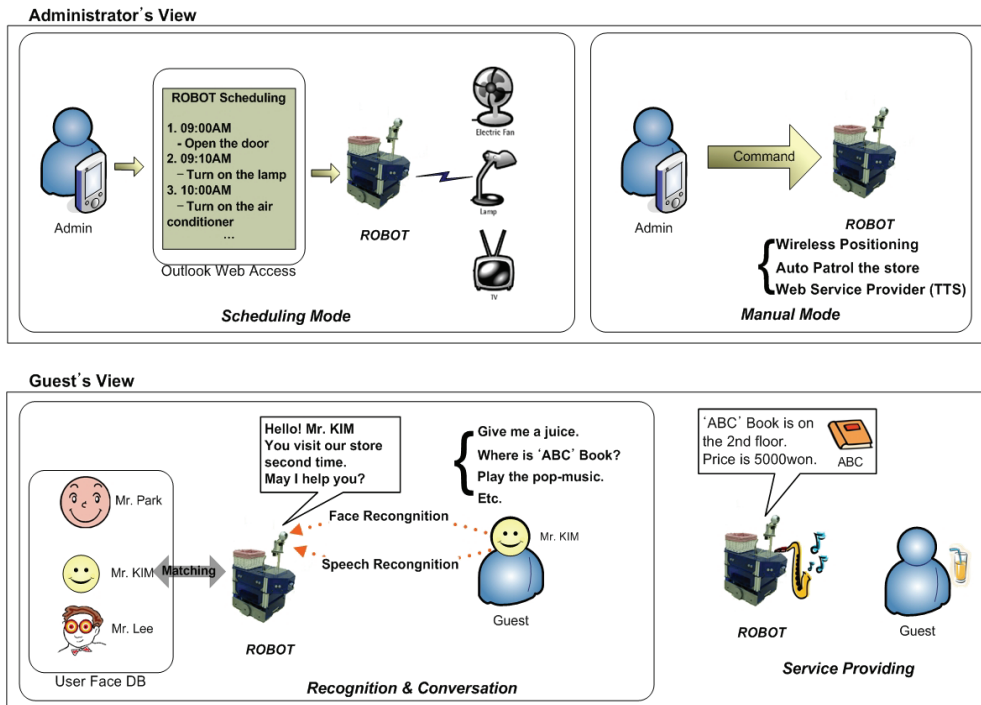 Administrator's View
ROBOT Scheduling
1. 09:00AM
- Open the door
2. 09:10AM
– Turn on the lamp
3. 10:00AM
– Turn on the air
conditioner
...
Admin
Outlook Web Access
ROBOT
Electric Fan
Lamp
TV
Scheduling Mode
Command
Admin
ROBOT
Wireless Positioning
Auto Patrol the store
Web Service Provider (TTS)
Manual Mode
Guest's View
Mr. Park
Mr. KIM
Mr. Lee
User Face DB
Matching
Hello! Mr. KIM
You visit our store
second time.
May I help you?
ROBOT
Give me a juice.
Where is 'ABC' Book?
Play the pop-music.
Etc.
Face Recongnition
Speech Recongnition
Mr. KIM
Guest
Recognition & Conversation
'ABC' Book is on
the 2nd floor.
Price is 5000won.
ABC
ROBOT
Guest
Service Providing